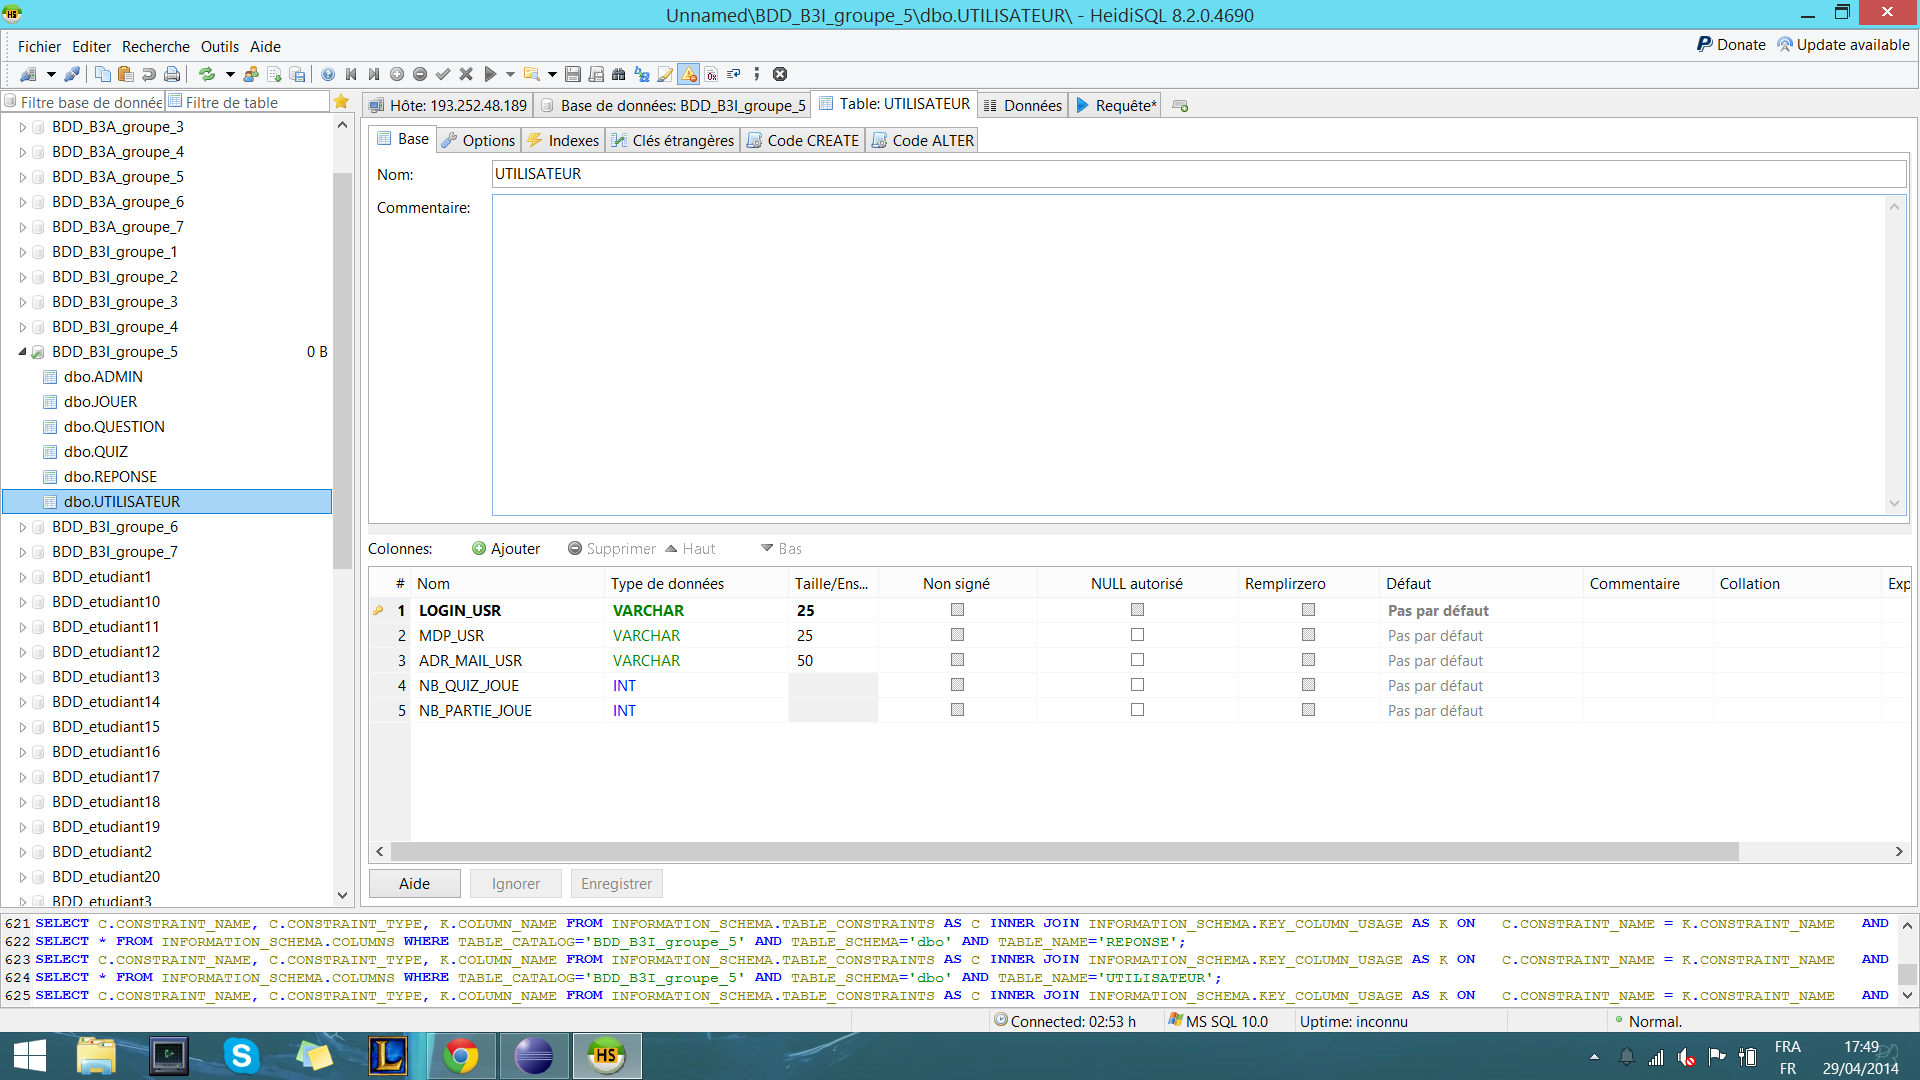 Unnamed\BDD_B3I_groupe_5\dbo.UTILISATEUR\ - HeidiSQL 8.2.0.4690
Fichier Editer Recherche Outils Aide
Donate Update available
Filtre base de donnée Filtre de table
Hôte: 193.252.48.189 Base de données: BDD_B3I_groupe_5 Table: UTILISATEUR Données Requête*
BDD_B3A_groupe_3
BDD_B3A_groupe_4
BDD_B3A_groupe_5
BDD_B3A_groupe_6
BDD_B3A_groupe_7
BDD_B3I_groupe_1
BDD_B3I_groupe_2
BDD_B3I_groupe_3
BDD_B3I_groupe_4
BDD_B3I_groupe_5 0 B
dbo.ADMIN
dbo.JOUER
dbo.QUESTION
dbo.QUIZ
dbo.REPONSE
dbo.UTILISATEUR
BDD_B3I_groupe_6
BDD_B3I_groupe_7
BDD_etudiant1
BDD_etudiant10
BDD_etudiant11
BDD_etudiant12
BDD_etudiant13
BDD_etudiant14
BDD_etudiant15
BDD_etudiant16
BDD_etudiant17
BDD_etudiant18
BDD_etudiant19
BDD_etudiant2
BDD_etudiant20
BDD_etudiant3
Base Options Indexes Clés étrangères Code CREATE Code ALTER
Nom: UTILISATEUR
Commentaire:
Colonnes: Ajouter Supprimer Haut Bas
# Nom Type de données Taille/Ens... Non signé NULL autorisé Remplirzero Défaut Commentaire Collation Exp
1 LOGIN_USR VARCHAR 25 Pas par défaut
2 MDP_USR VARCHAR 25 Pas par défaut
3 ADR_MAIL_USR VARCHAR 50 Pas par défaut
4 NB_QUIZ_JOUE INT Pas par défaut
5 NB_PARTIE_JOUE INT Pas par défaut
Aide Ignorer Enregistrer
621 SELECT C.CONSTRAINT_NAME, C.CONSTRAINT_TYPE, K.COLUMN_NAME FROM INFORMATION_SCHEMA.TABLE_CONSTRAINTS AS C INNER JOIN INFORMATION_SCHEMA.KEY_COLUMN_USAGE AS K ON C.CONSTRAINT_NAME = K.CONSTRAINT_NAME AND
622 SELECT * FROM INFORMATION_SCHEMA.COLUMNS WHERE TABLE_CATALOG='BDD_B3I_groupe_5' AND TABLE_SCHEMA='dbo' AND TABLE_NAME='REPONSE';
623 SELECT C.CONSTRAINT_NAME, C.CONSTRAINT_TYPE, K.COLUMN_NAME FROM INFORMATION_SCHEMA.TABLE_CONSTRAINTS AS C INNER JOIN INFORMATION_SCHEMA.KEY_COLUMN_USAGE AS K ON C.CONSTRAINT_NAME = K.CONSTRAINT_NAME AND
624 SELECT * FROM INFORMATION_SCHEMA.COLUMNS WHERE TABLE_CATALOG='BDD_B3I_groupe_5' AND TABLE_SCHEMA='dbo' AND TABLE_NAME='UTILISATEUR';
625 SELECT C.CONSTRAINT_NAME, C.CONSTRAINT_TYPE, K.COLUMN_NAME FROM INFORMATION_SCHEMA.TABLE_CONSTRAINTS AS C INNER JOIN INFORMATION_SCHEMA.KEY_COLUMN_USAGE AS K ON C.CONSTRAINT_NAME = K.CONSTRAINT_NAME AND
Connected: 02:53 h MS SQL 10.0 Uptime: inconnu Normal.
HS
FRA 17:49
FR 29/04/2014